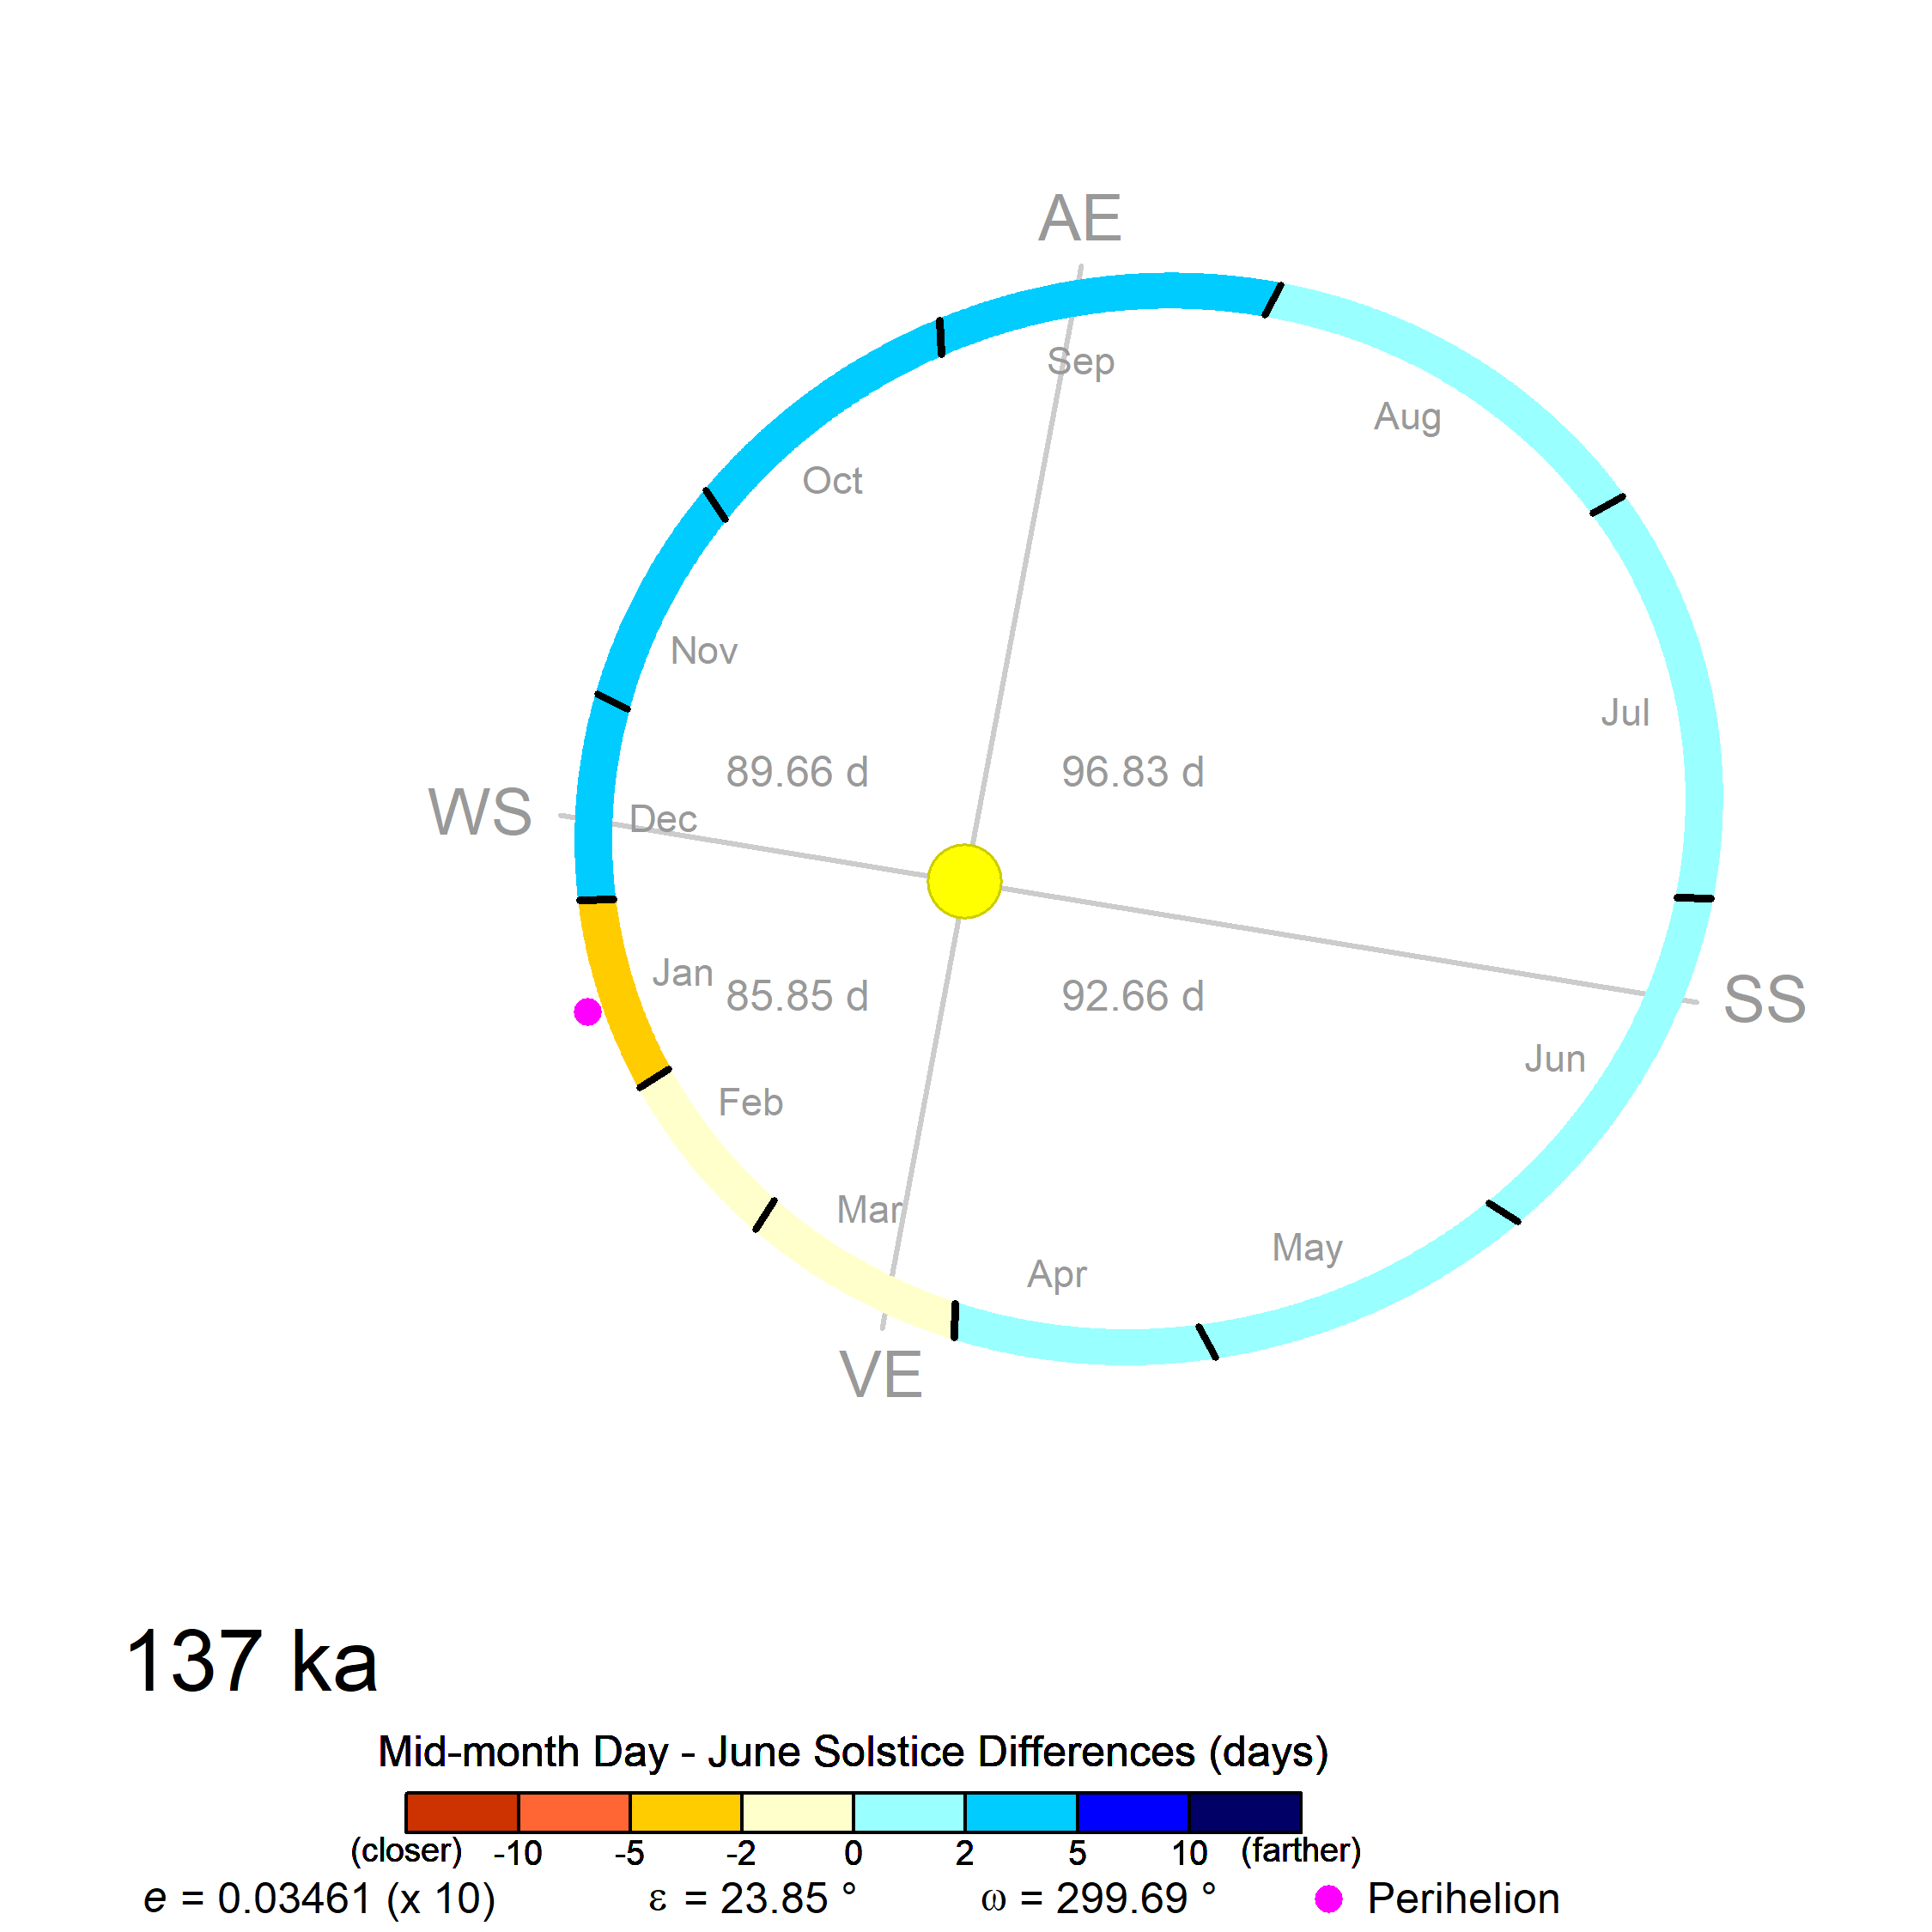 AE
Sep
Aug
Oct
Nov
Jul
89.66 d
96.83 d
WS
Dec
Jan
85.85 d
92.66 d
SS
Jun
Feb
Mar
Apr
May
VE
137 ka
Mid-month Day - June Solstice Differences (days)
(closer) -10 -5 -2 0 2 5 10 (farther)
e = 0.03461 (x 10) ε = 23.85 ° ω = 299.69 ° Perihelion